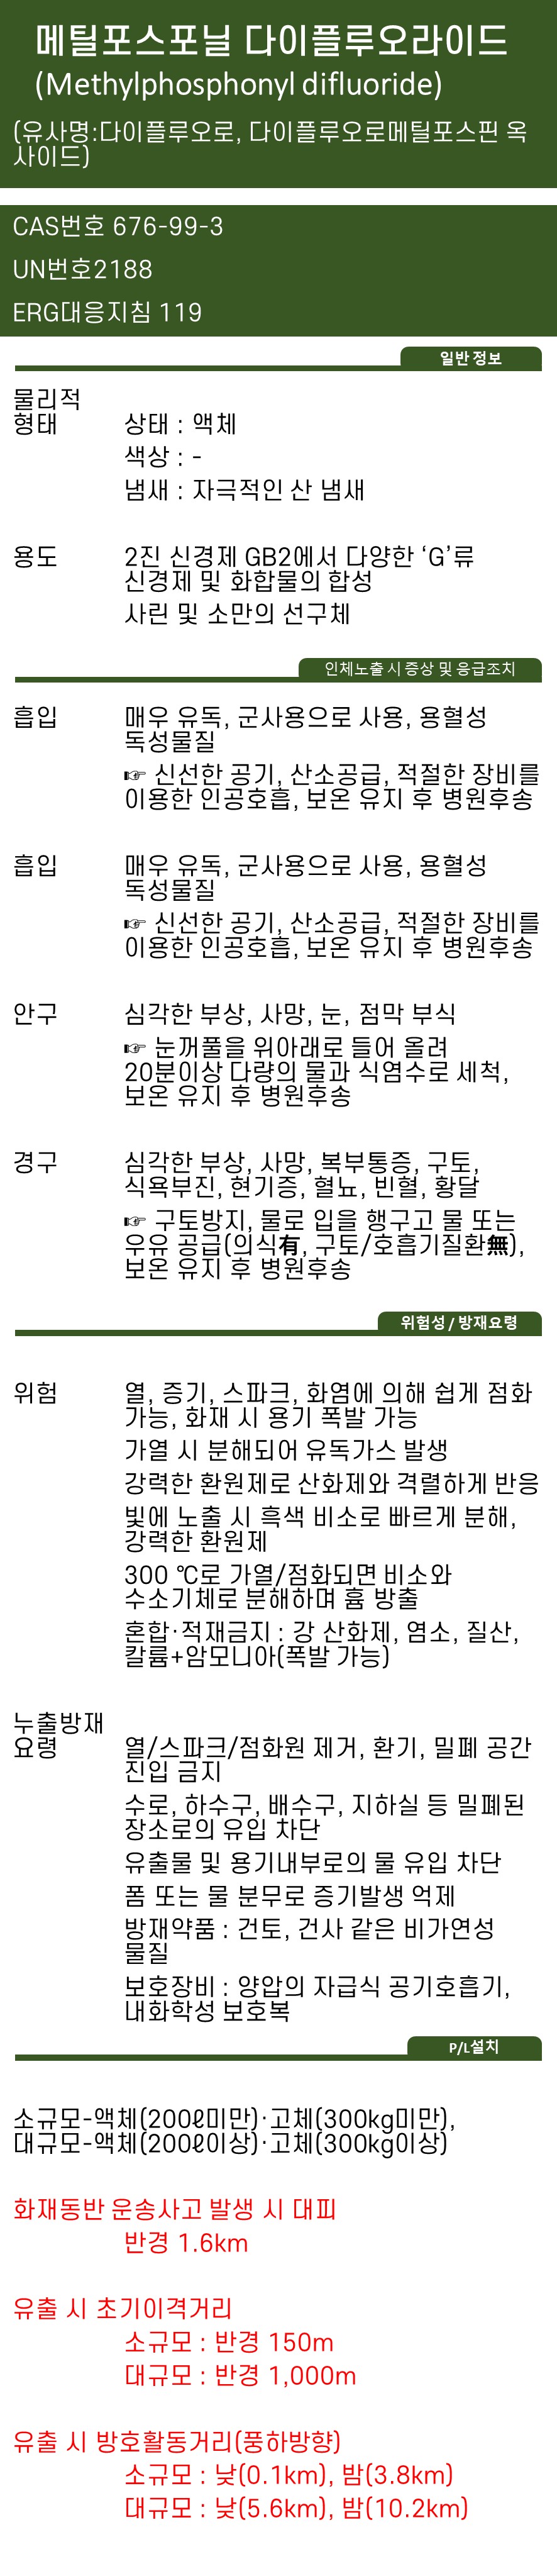 메틸포스포닐 다이플루오라이드
(Methylphosphonyl difluoride)
(유사명:다이플루오로, 다이플루오로메틸포스핀 옥
사이드)
CAS번호 676-99-3
UN번호2188
ERG대응지침 119
일반 정보
물리적
형태 상태 : 액체
색상 : -
냄새 : 자극적인 산 냄새
용도 2진 신경제 GB2에서 다양한 ‘G’류
신경제 및 화합물의 합성
사린 및 소만의 선구체
인체노출 시 증상 및 응급조치
흡입 매우 유독, 군사용으로 사용, 용혈성
독성물질
☞ 신선한 공기, 산소공급, 적절한 장비를
이용한 인공호흡, 보온 유지 후 병원후송
흡입 매우 유독, 군사용으로 사용, 용혈성
독성물질
☞ 신선한 공기, 산소공급, 적절한 장비를
이용한 인공호흡, 보온 유지 후 병원후송
안구 심각한 부상, 사망, 눈, 점막 부식
☞ 눈꺼풀을 위아래로 들어 올려
20분이상 다량의 물과 식염수로 세척,
보온 유지 후 병원후송
경구 심각한 부상, 사망, 복부통증, 구토,
식욕부진, 현기증, 혈뇨, 빈혈, 황달
☞ 구토방지, 물로 입을 행구고 물 또는
우유 공급(의식有, 구토/호흡기질환無),
보온 유지 후 병원후송
위험성 / 방재요령
위험 열, 증기, 스파크, 화염에 의해 쉽게 점화
가능, 화재 시 용기 폭발 가능
가열 시 분해되어 유독가스 발생
강력한 환원제로 산화제와 격렬하게 반응
빛에 노출 시 흑색 비소로 빠르게 분해,
강력한 환원제
300 ℃로 가열/점화되면 비소와
수소기체로 분해하며 흄 방출
혼합·적재금지 : 강 산화제, 염소, 질산,
칼륨+암모니아(폭발 가능)
누출방재
요령 열/스파크/점화원 제거, 환기, 밀폐 공간
진입 금지
수로, 하수구, 배수구, 지하실 등 밀폐된
장소로의 유입 차단
유출물 및 용기내부로의 물 유입 차단
폼 또는 물 분무로 증기발생 억제
방재약품 : 건토, 건사 같은 비가연성
물질
보호장비 : 양압의 자급식 공기호흡기,
내화학성 보호복
P/L설치
소규모-액체(200ℓ미만)·고체(300kg미만),
대규모-액체(200ℓ이상)·고체(300kg이상)
화재동반 운송사고 발생 시 대피
반경 1.6km
유출 시 초기이격거리
소규모 : 반경 150m
대규모 : 반경 1,000m
유출 시 방호활동거리(풍하방향)
소규모 : 낮(0.1km), 밤(3.8km)
대규모 : 낮(5.6km), 밤(10.2km)